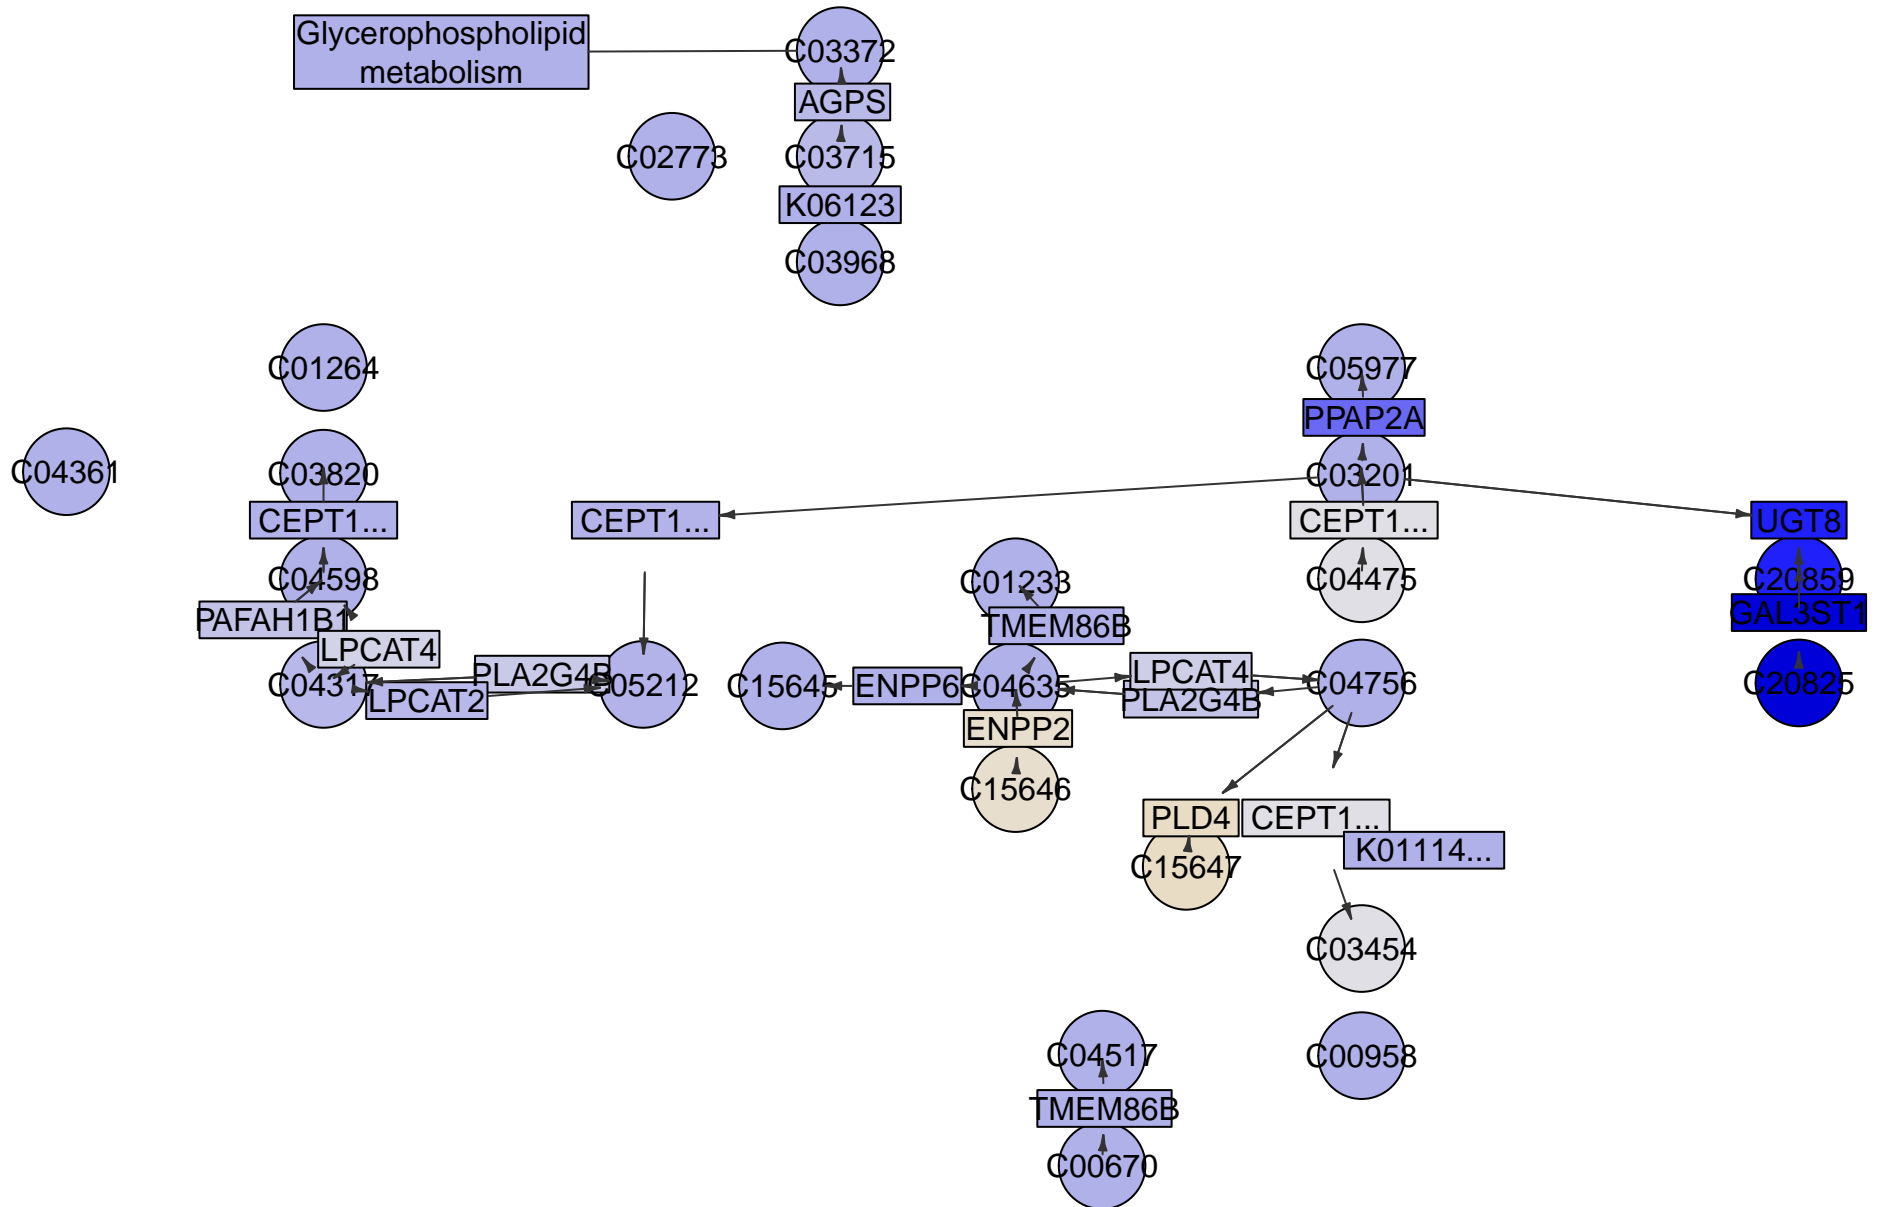 Glycerophospholipid
metabolism
C03372
AGPS
C02773
C03715
K06123
C03968
C01264
C05977
PPAP2A
C04361
C03820
C03201
CEPT1...
CEPT1...
CEPT1...
UGT8
C04598
C01233
C04475
C20859
PAFAH1B1
TMEM86B
GAL3ST1
LPCAT4
PLA2G4B
LPCAT4
C04317
LPCAT2
C05212
C15645
ENPP6
C04635
PLA2G4B
C04756
C20825
ENPP2
C15646
PLD4
CEPT1...
K01114...
C15647
C03454
C04517
C00958
TMEM86B
C00670